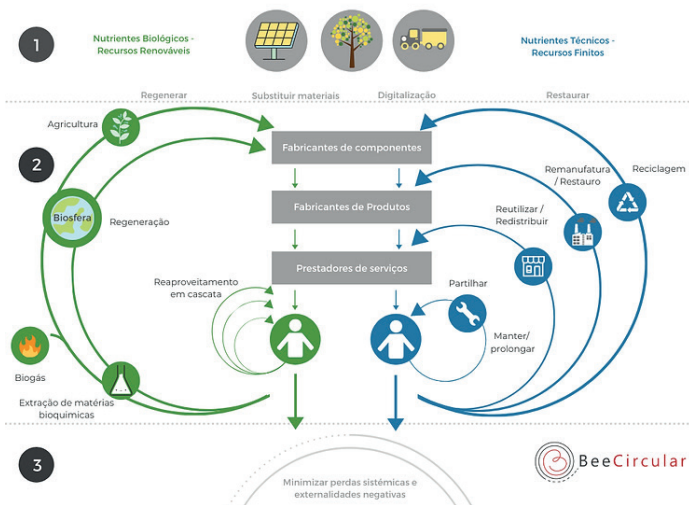 1
Nutrientes Biológicos -
Recursos Renováveis
Nutrientes Técnicos -
Recursos Finitos
Regenerar
Substituir materiais
Digitalização
Restaurar
2
Agricultura
Fabricantes de componentes
Remanufatura
/ Restauro
Reciclagem
Biosfera
Regeneração
Fabricantes de Produtos
Reutilizar /
Redistribuir
Prestadores de serviços
Reaproveitamento
em cascata
Partilhar
Manter/
prolongar
Biogás
Extração de matérias
bioquimicas
3
BeeCircular
Minimizar perdas sistémicas e
externalidades negativas